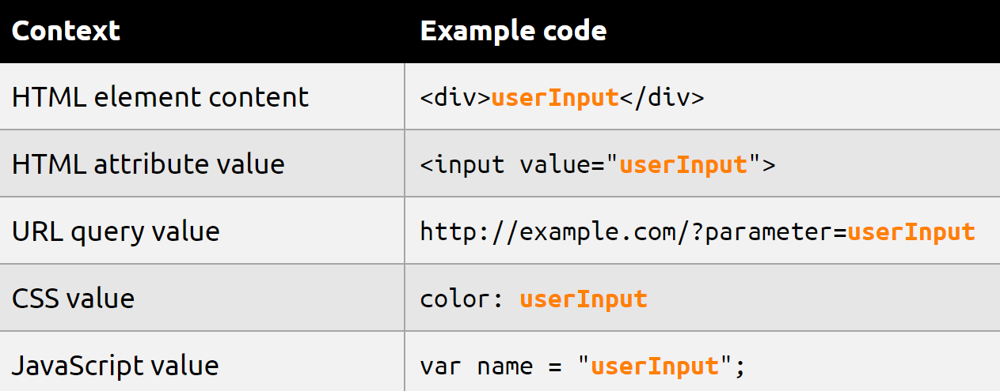 Context Example code
HTML element content <div>userInput</div>
HTML attribute value <input value="userInput">
URL query value http://example.com/?parameter=userInput
CSS value color: userInput
JavaScript value var name = "userInput";